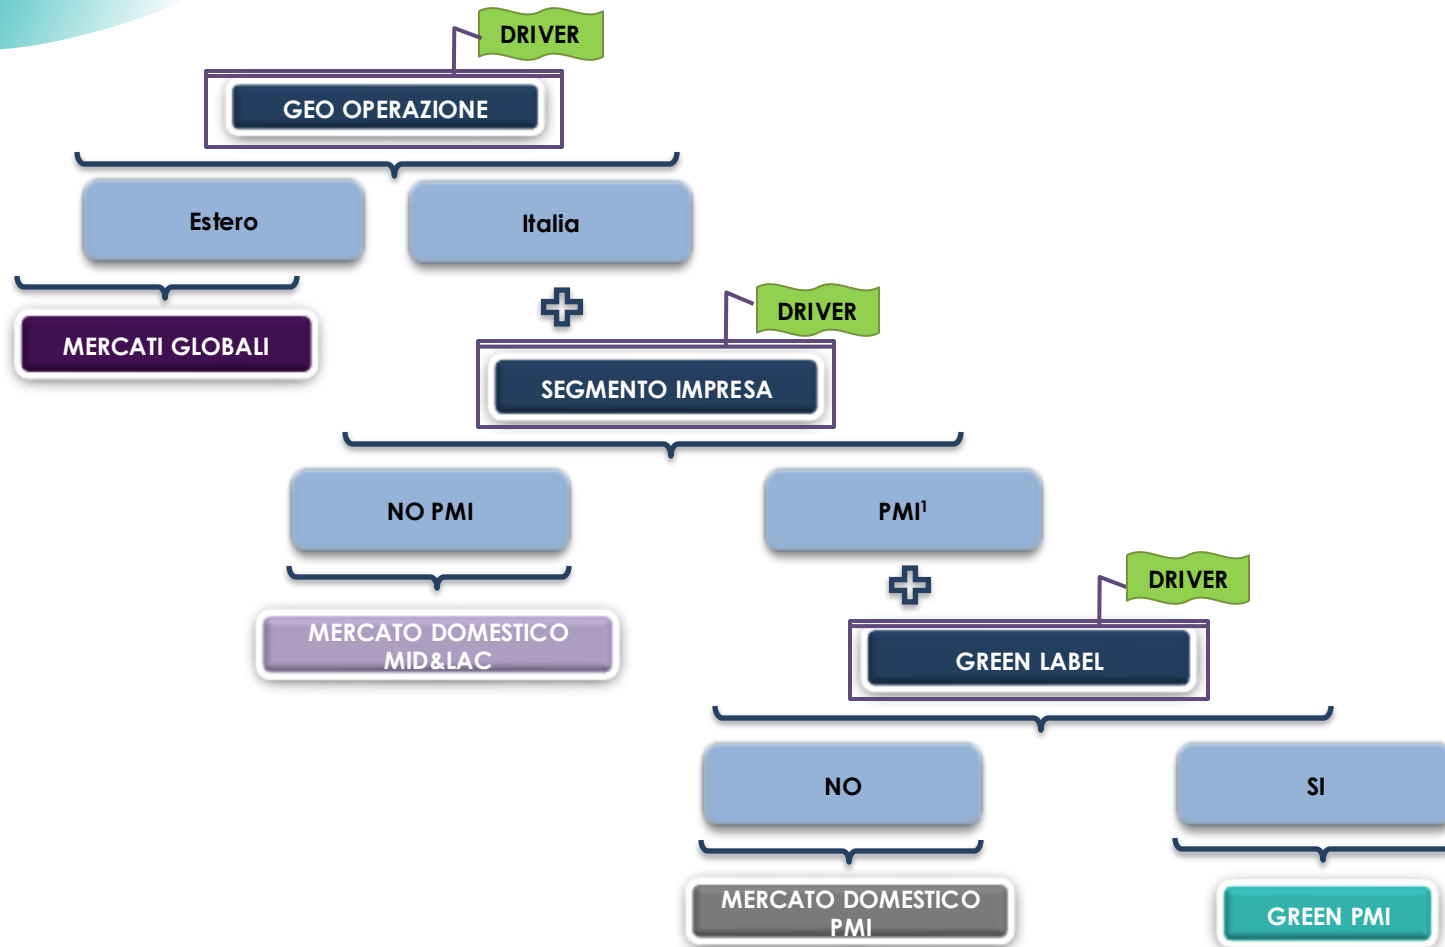 DRIVER
GEO OPERAZIONE
Estero
Italia
MERCATI GLOBALI
DRIVER
SEGMENTO IMPRESA
NO PMI
PMI¹
MERCATO DOMESTICO
MID&LAC
DRIVER
GREEN LABEL
NO
SI
MERCATO DOMESTICO
PMI
GREEN PMI